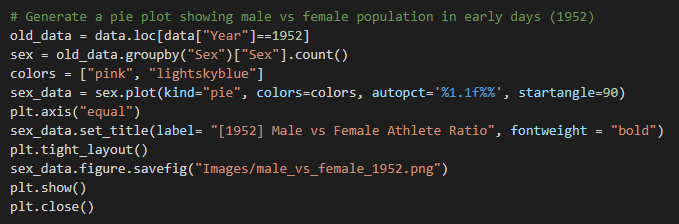 # Generate a pie plot showing male vs female population in early days (1952)
old_data = data.loc[data["Year"]==1952]
sex = old_data.groupby("Sex")["Sex"].count()
colors = ["pink", "lightskyblue"]
sex_data = sex.plot(kind="pie", colors=colors, autopct='%1.1f%%', startangle=90)
plt.axis("equal")
sex_data.set_title(label= "[1952] Male vs Female Athlete Ratio", fontweight = "bold")
plt.tight_layout()
sex_data.figure.savefig("Images/male_vs_female_1952.png")
plt.show()
plt.close()